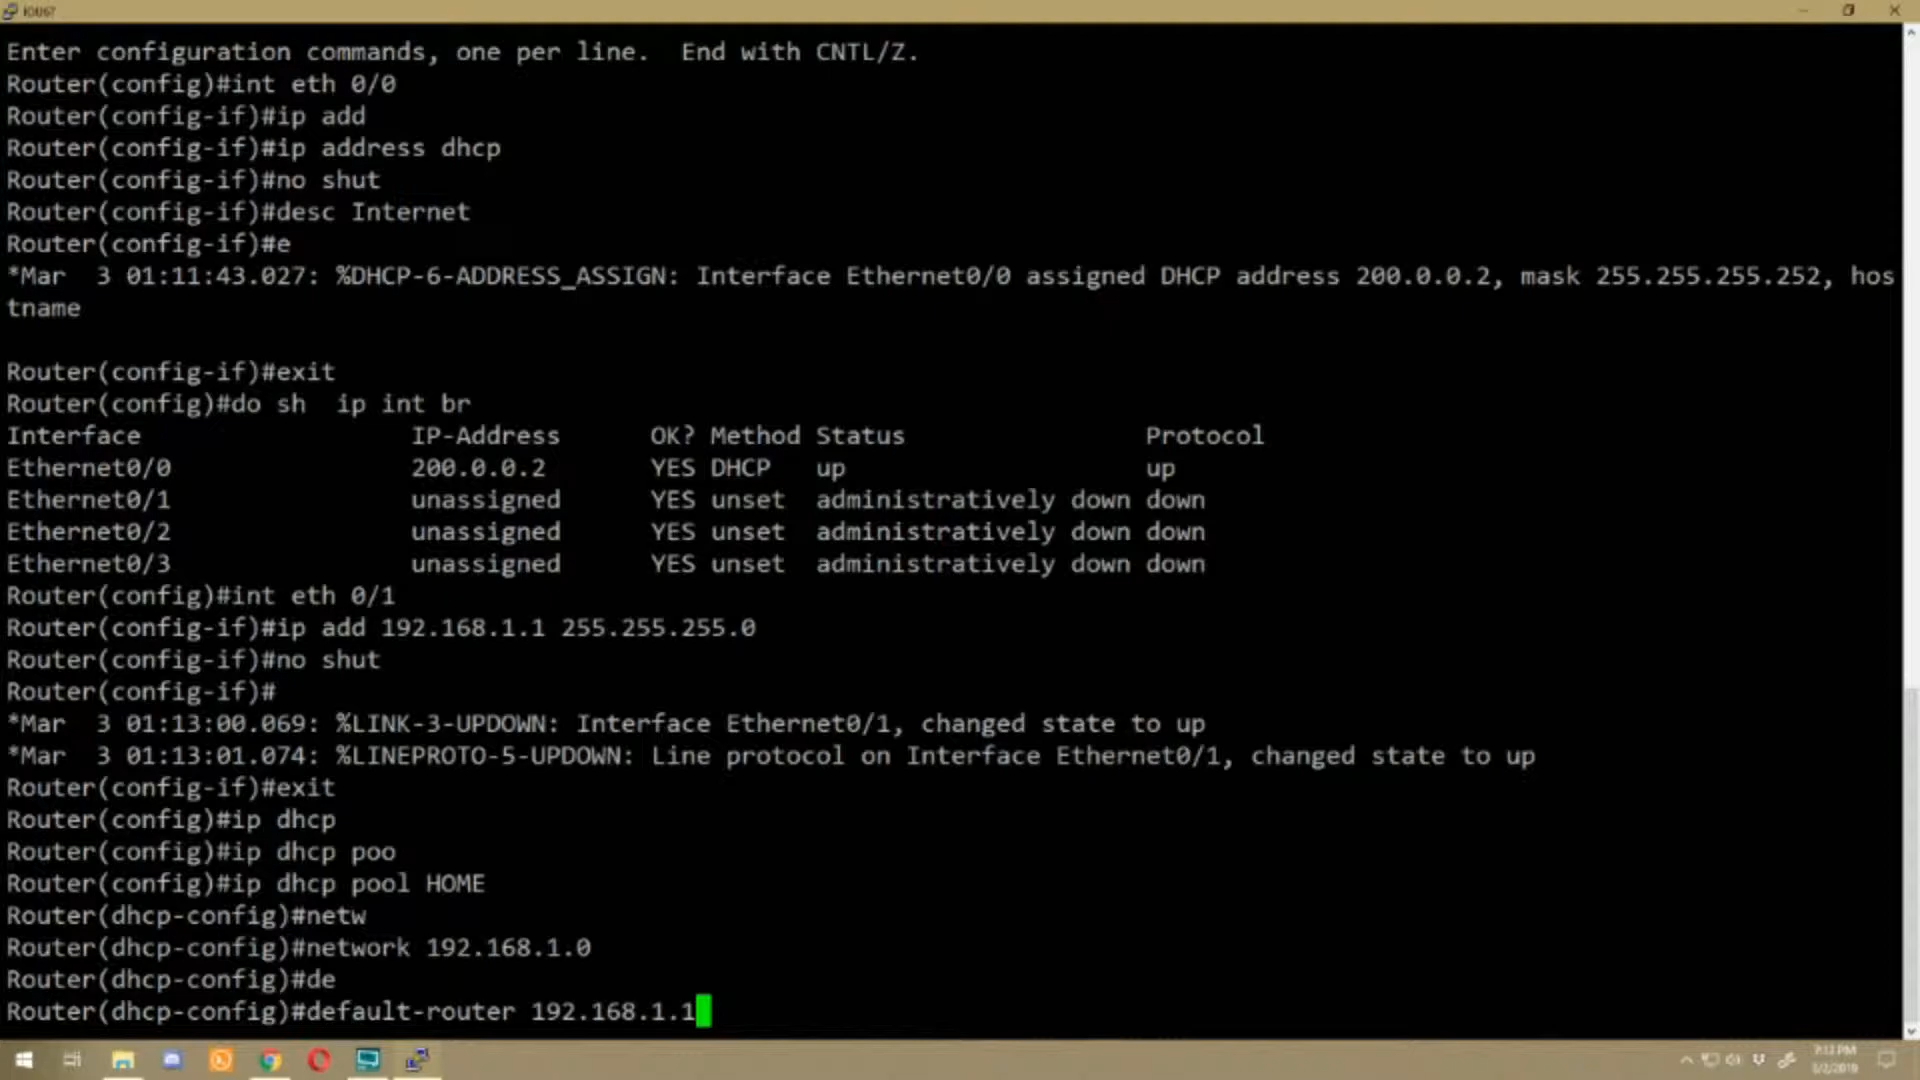 IOU67
Enter configuration commands, one per line.  End with CNTL/Z.
Router(config)#int eth 0/0
Router(config-if)#ip add
Router(config-if)#ip address dhcp
Router(config-if)#no shut
Router(config-if)#desc Internet
Router(config-if)#e
*Mar  3 01:11:43.027: %DHCP-6-ADDRESS_ASSIGN: Interface Ethernet0/0 assigned DHCP address 200.0.0.2, mask 255.255.255.252, hos
tname
Router(config-if)#exit
Router(config)#do sh  ip int br
Interface IP-Address OK? Method Status Protocol
Ethernet0/0 200.0.0.2 YES DHCP up up
Ethernet0/1 unassigned YES unset administratively down down
Ethernet0/2 unassigned YES unset administratively down down
Ethernet0/3 unassigned YES unset administratively down down
Router(config)#int eth 0/1
Router(config-if)#ip add 192.168.1.1 255.255.255.0
Router(config-if)#no shut
Router(config-if)#
*Mar  3 01:13:00.069: %LINK-3-UPDOWN: Interface Ethernet0/1, changed state to up
*Mar  3 01:13:01.074: %LINEPROTO-5-UPDOWN: Line protocol on Interface Ethernet0/1, changed state to up
Router(config-if)#exit
Router(config)#ip dhcp
Router(config)#ip dhcp poo
Router(config)#ip dhcp pool HOME
Router(dhcp-config)#netw
Router(dhcp-config)#network 192.168.1.0
Router(dhcp-config)#de
Router(dhcp-config)#default-router 192.168.1.1
PM